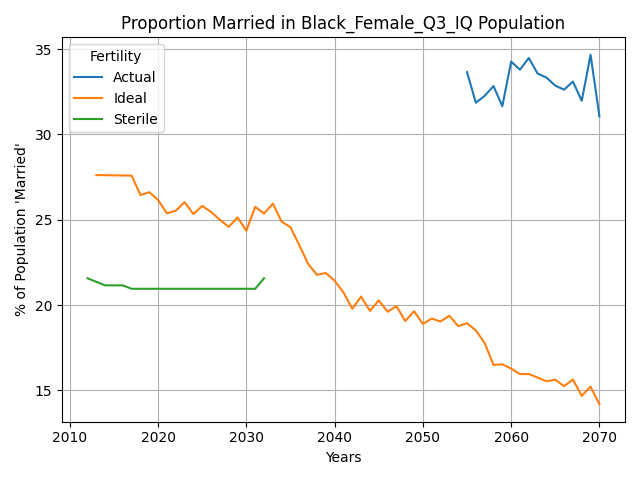 Proportion Married in Black_Female_Q3_IQ Population
% of Population 'Married'
35
30
25
20
15
Fertility
Actual
Ideal
Sterile
2010 2020 2030 2040 2050 2060 2070
Years